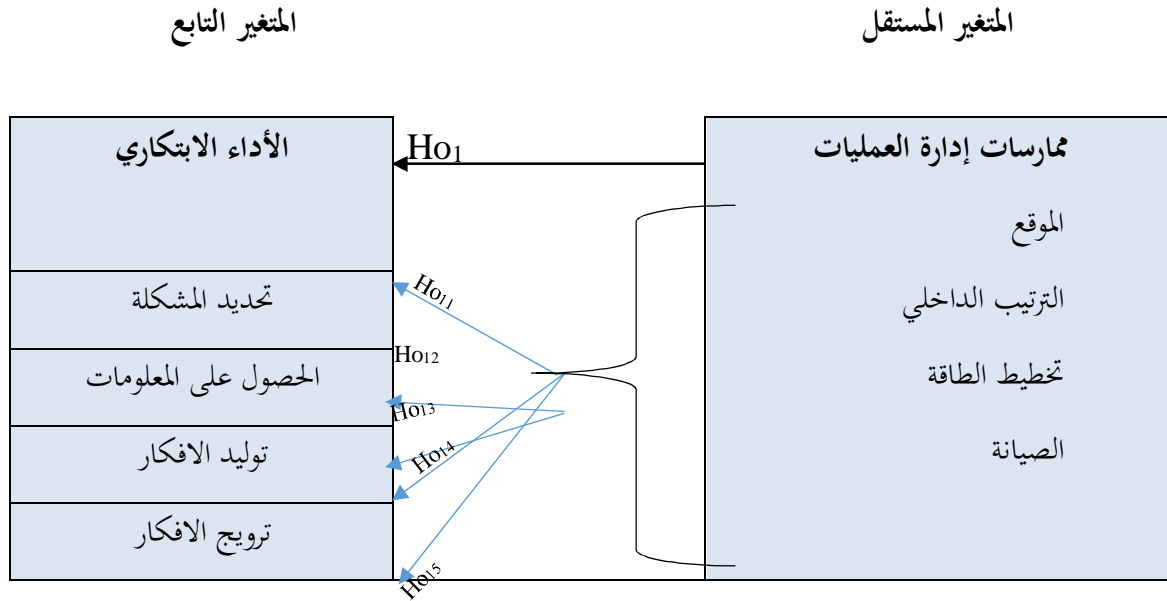 المتغير المستقل
المتغير التابع
ممارسات إدارة العمليات
الموقع
الترتيب الداخلي
تخطيط الطاقة
الصيانة
Ho1
Ho11
Ho12
Ho13
Ho14
Ho15
الأداء الابتكاري
تحديد المشكلة
الحصول على المعلومات
توليد الافكار
ترويج الافكار